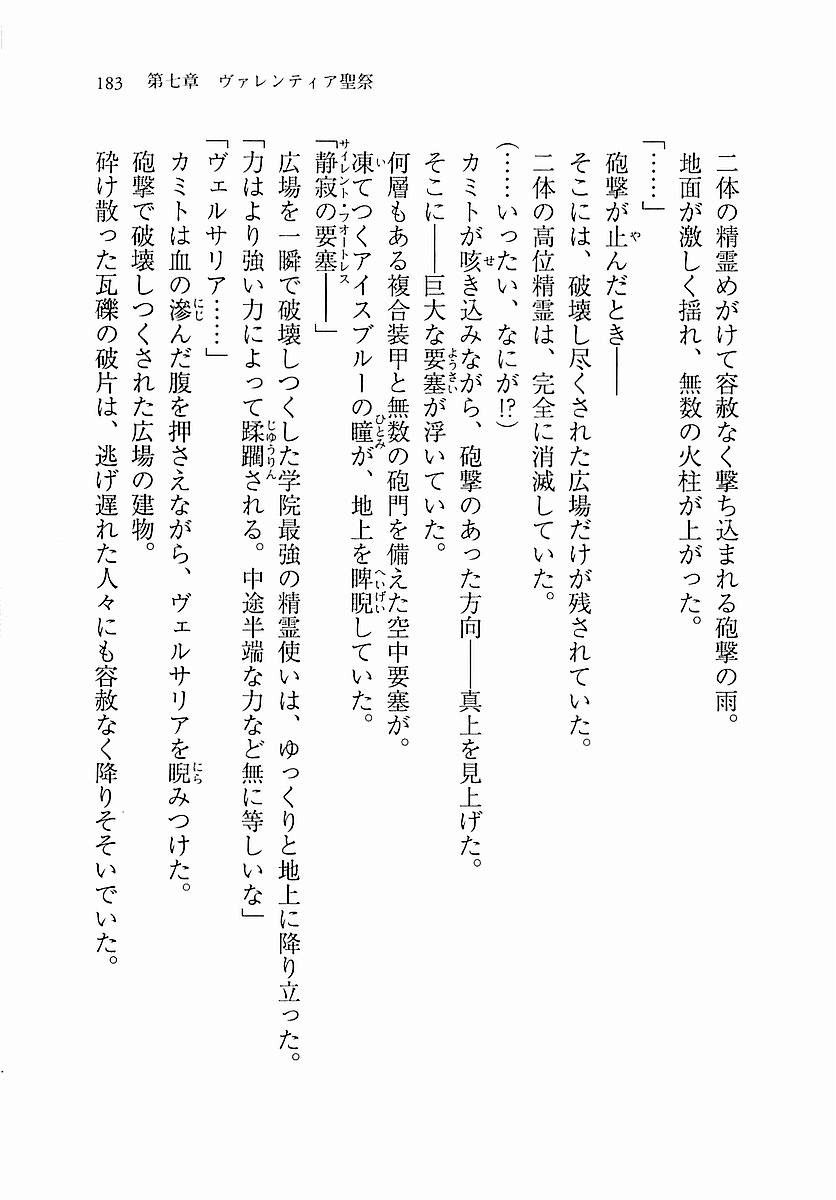 183　第七章　ヴァレンティア聖祭
二体の精霊めがけて容赦なく撃ち込まれる砲撃の雨。
地面が激しく揺れ、無数の火柱が上がった。
「……」
砲撃が止んだとき――
そこには、破壊し尽くされた広場だけが残されていた。
二体の高位精霊は、完全に消滅していた。
（……いったい、なにが!?）
カミトが咳き込みながら、砲撃のあった方向――真上を見上げた。
そこに――巨大な要塞が浮いていた。
何層もある複合装甲と無数の砲門を備えた空中要塞が。
凍てつくアイスブルーの瞳が、地上を睥睨していた。
「静寂の要塞――」
広場を一瞬で破壊しつくした学院最強の精霊使いは、ゆっくりと地上に降り立った。
「力はより強い力によって蹂躙される。中途半端な力など無に等しいな」
「ヴェルサリア……」
カミトは血の滲んだ腹を押さえながら、ヴェルサリアを睨みつけた。
砲撃で破壊しつくされた広場の建物。
砕け散った瓦礫の破片は、逃げ遅れた人々にも容赦なく降りそそいでいた。